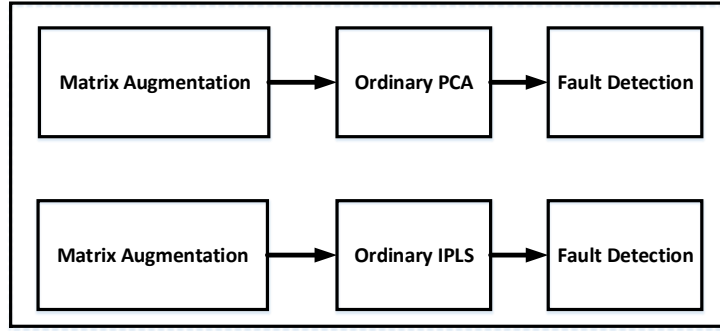 Matrix Augmentation
Ordinary PCA
Fault Detection
Matrix Augmentation
Ordinary IPLS
Fault Detection